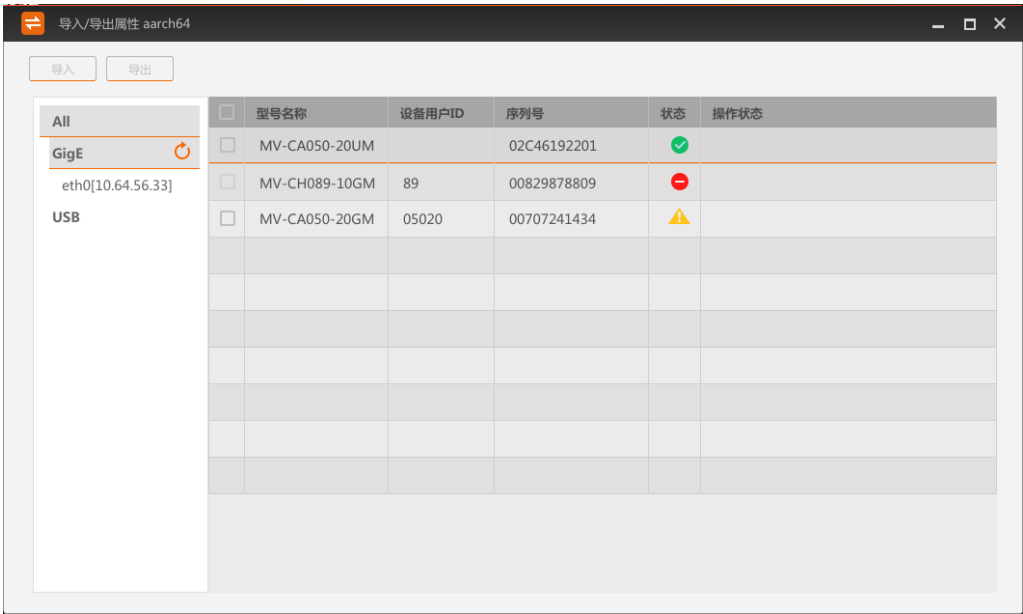 导入/导出属性 aarch64
导入 导出
All
GigE
eth0[10.64.56.33]
USB
型号名称 设备用户ID 序列号 状态 操作状态
MV-CA050-20UM 02C46192201
MV-CH089-10GM 89 00829878809
MV-CA050-20GM 05020 00707241434